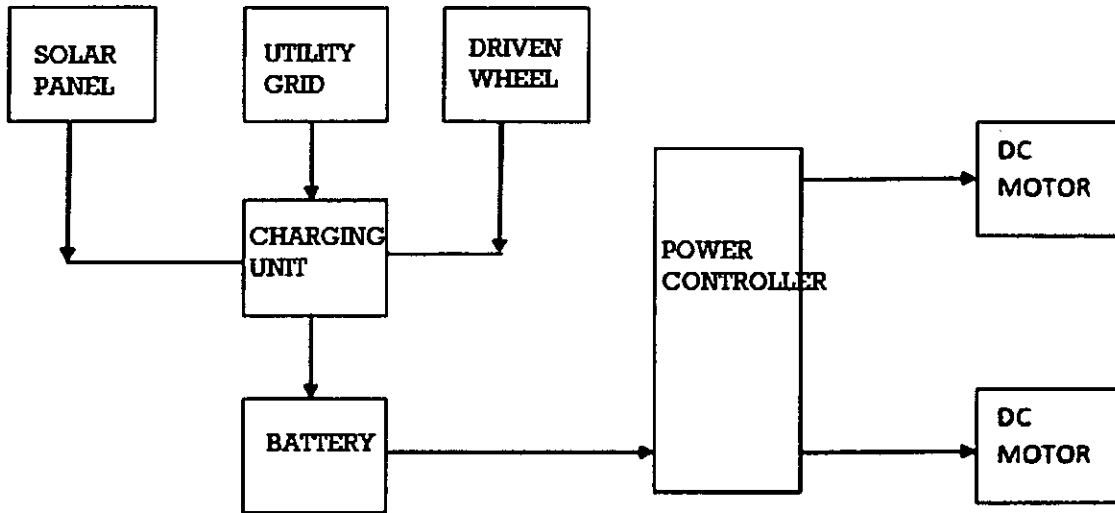 SOLAR
PANEL
UTILITY
GRID
DRIVEN
WHEEL
DC
MOTOR
CHARGING
UNIT
POWER
CONTROLLER
BATTERY
DC
MOTOR